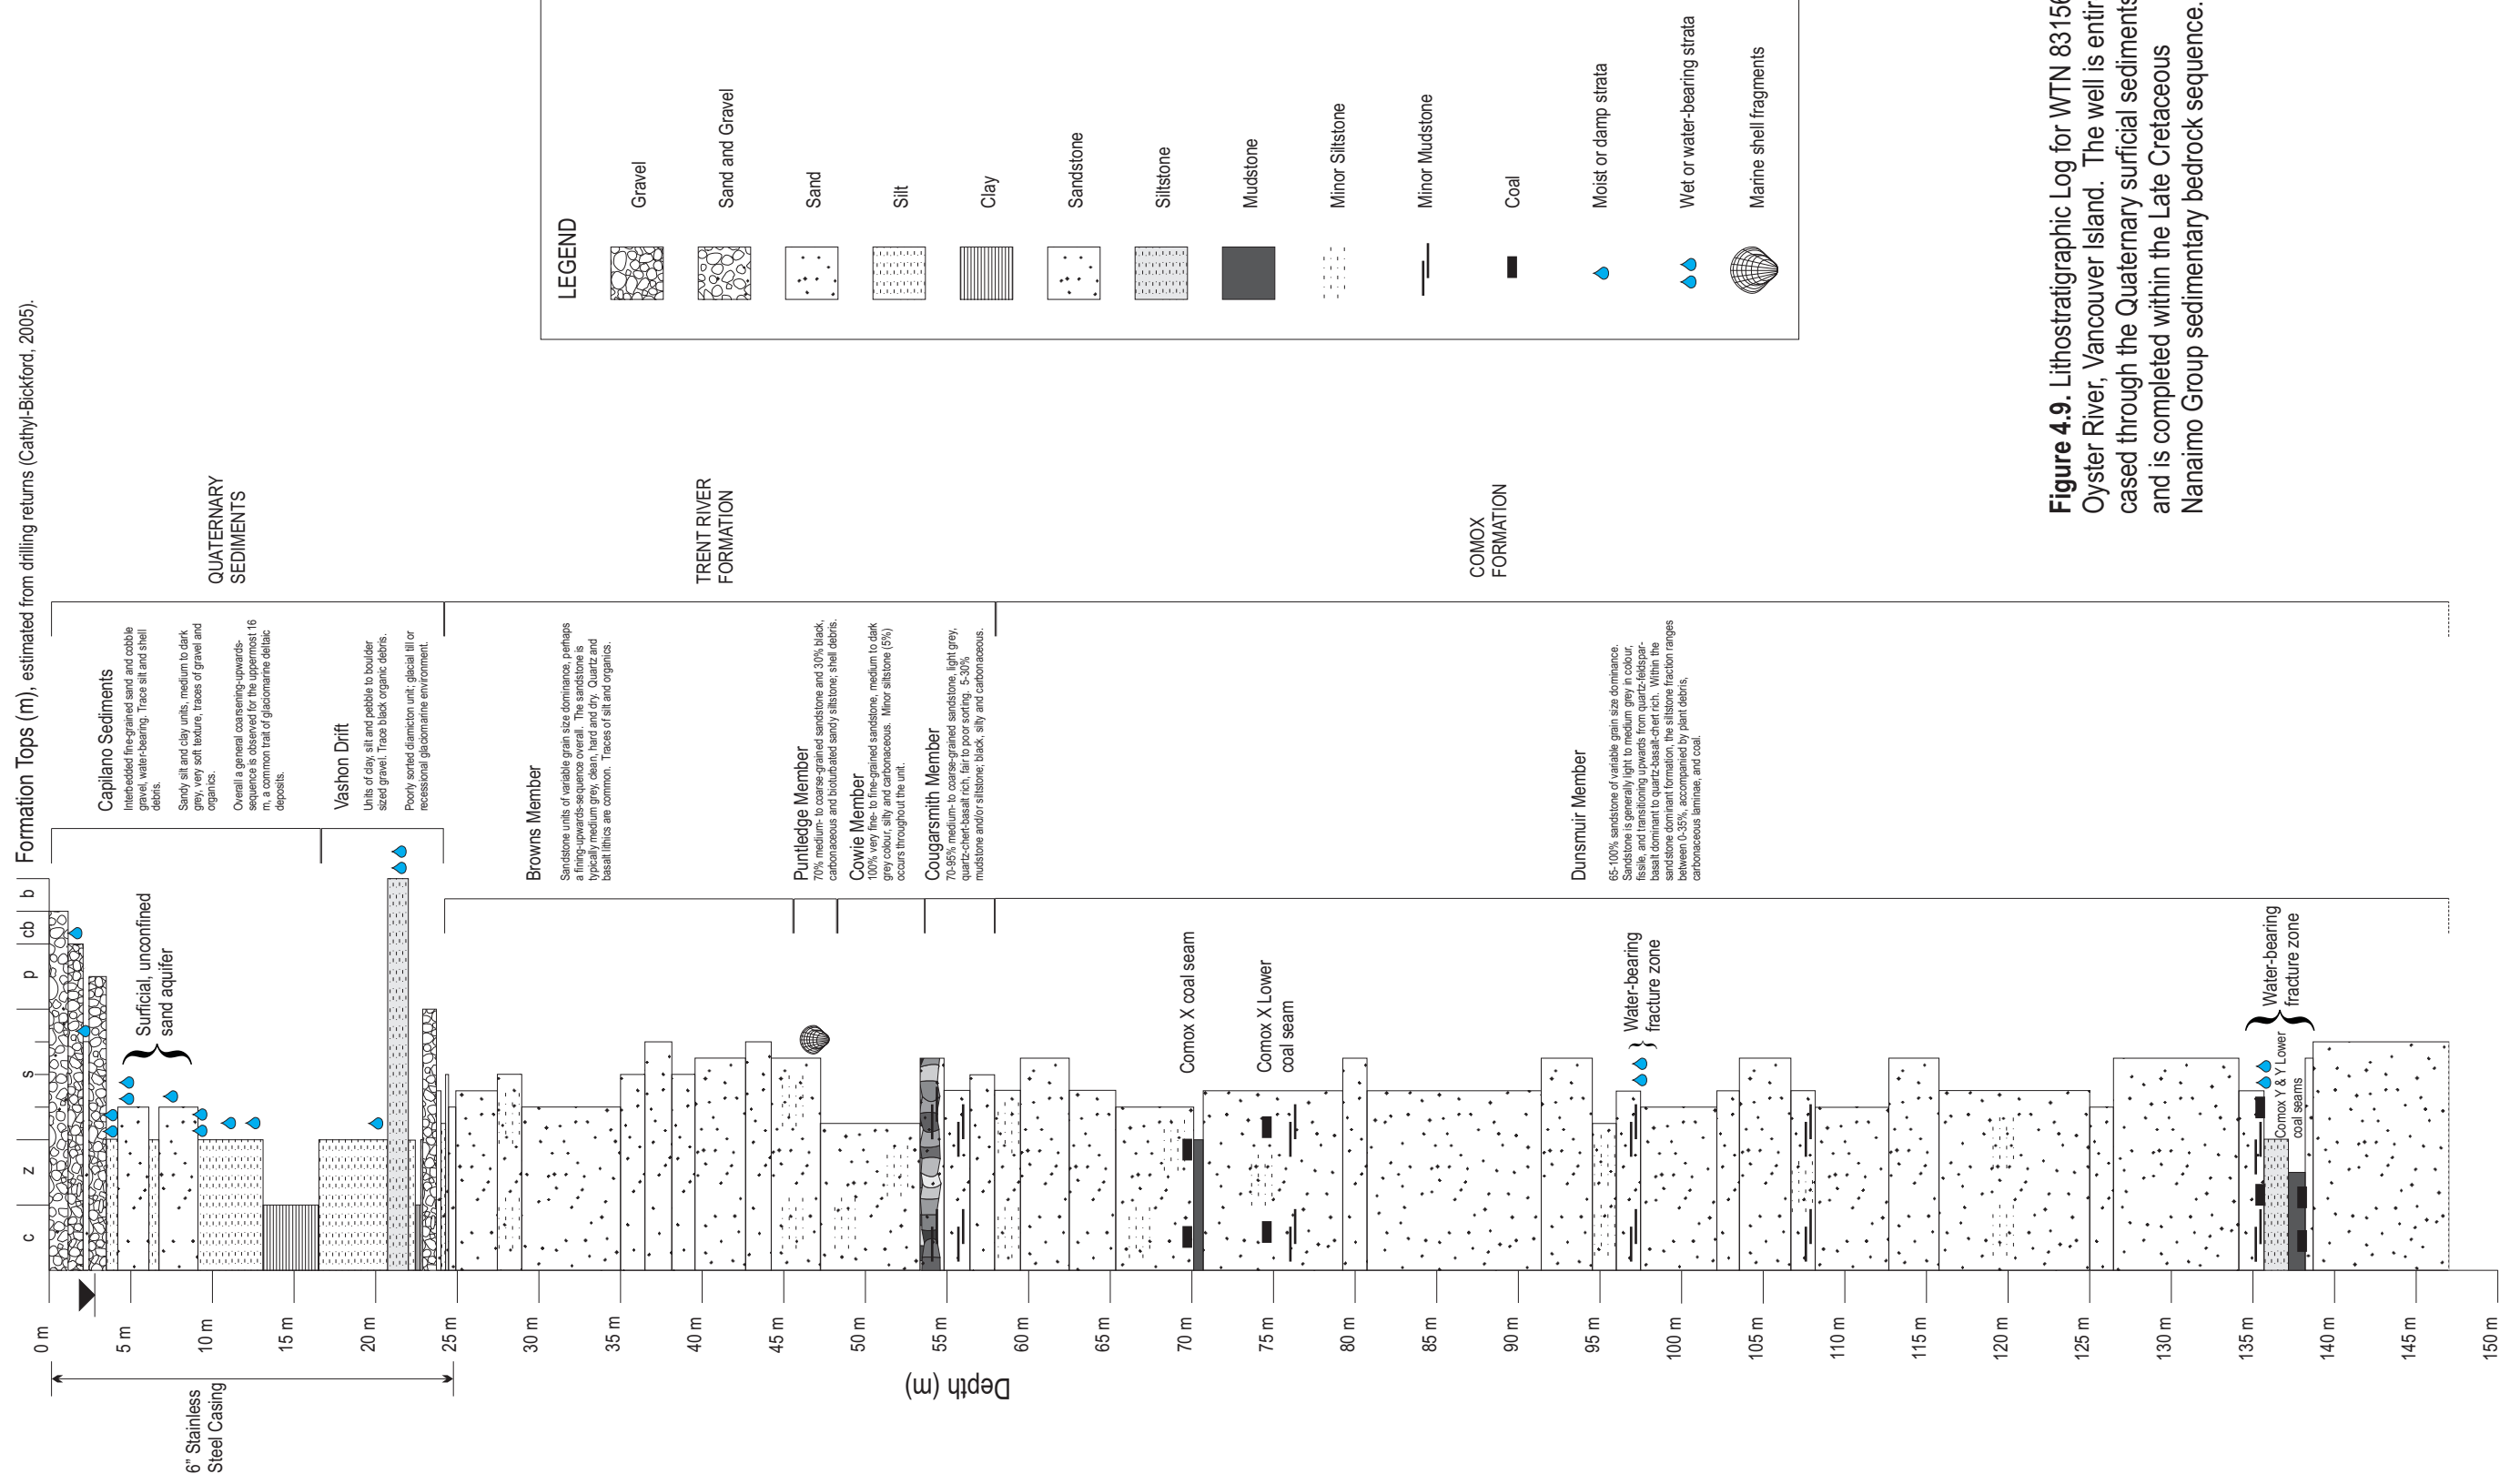 Formation Tops (m), estimated from drilling returns (Cathyl-Bickford, 2005).
c
z
s
p
cb
b
6” Stainless
Steel Casing
Depth (m)
0 m
5 m
10 m
15 m
20 m
25 m
30 m
35 m
40 m
45 m
50 m
55 m
60 m
65 m
70 m
75 m
80 m
85 m
90 m
95 m
100 m
105 m
110 m
115 m
120 m
125 m
130 m
135 m
140 m
145 m
150 m
Surficial, unconfined
sand aquifer
Comox X coal seam
Comox X Lower
coal seam
Water-bearing
fracture zone
Comox Y & Y Lower
coal seams
Water-bearing
fracture zone
Capilano Sediments
Interbedded fine-grained sand and cobble
gravel, water-bearing. Trace silt and shell
debris.
Sandy silt and clay units, medium to dark
grey, very soft texture, traces of gravel and
organics.
Overall a general coarsening-upwards-
sequence is observed for the uppermost 16
m, a common trait of glaciomarine deltaic
deposits.
Vashon Drift
Units of clay, silt and pebble to boulder
sized gravel. Trace black organic debris.
Poorly sorted diamicton unit; glacial till or
recessional glaciomarine environment.
Browns Member
Sandstone units of variable grain size dominance, perhaps
a fining-upwards-sequence overall. The sandstone is
typically medium grey, clean, hard and dry. Quartz and
basalt lithics are common. Traces of silt and organics.
Puntledge Member
70% medium- to coarse-grained sandstone and 30% black,
carbonaceous and bioturbated sandy siltstone; shell debris.
Cowie Member
100% very fine- to fine-grained sandstone, medium to dark
grey colour, silty and carbonaceous. Minor siltstone (5%)
occurs throughout the unit.
Cougarsmith Member
70-95% medium- to coarse-grained sandstone, light grey,
quartz-chert-basalt rich, fair to poor sorting. 5-30%
mudstone and/or siltstone; black, silty and carbonaceous.
Dunsmuir Member
65-100% sandstone of variable grain size dominance.
Sandstone is generally light to medium grey in colour,
fissile, and transitioning upwards from quartz-feldspar-
basalt dominant to quartz-basalt-chert rich. Within the
sandstone dominant formation, the siltstone fraction ranges
between 0-35%, accompanied by plant debris,
carbonaceous laminae, and coal.
QUATERNARY
SEDIMENTS
TRENT RIVER
FORMATION
COMOX
FORMATION
LEGEND
Gravel
Sand and Gravel
Sand
Silt
Clay
Sandstone
Siltstone
Mudstone
Minor Siltstone
Minor Mudstone
Coal
Moist or damp strata
Wet or water-bearing strata
Marine shell fragments
Figure 4.9. Lithostratigraphic Log for WTN 83156
Oyster River, Vancouver Island. The well is entir
cased through the Quaternary surficial sediments
and is completed within the Late Cretaceous
Nanaimo Group sedimentary bedrock sequence.